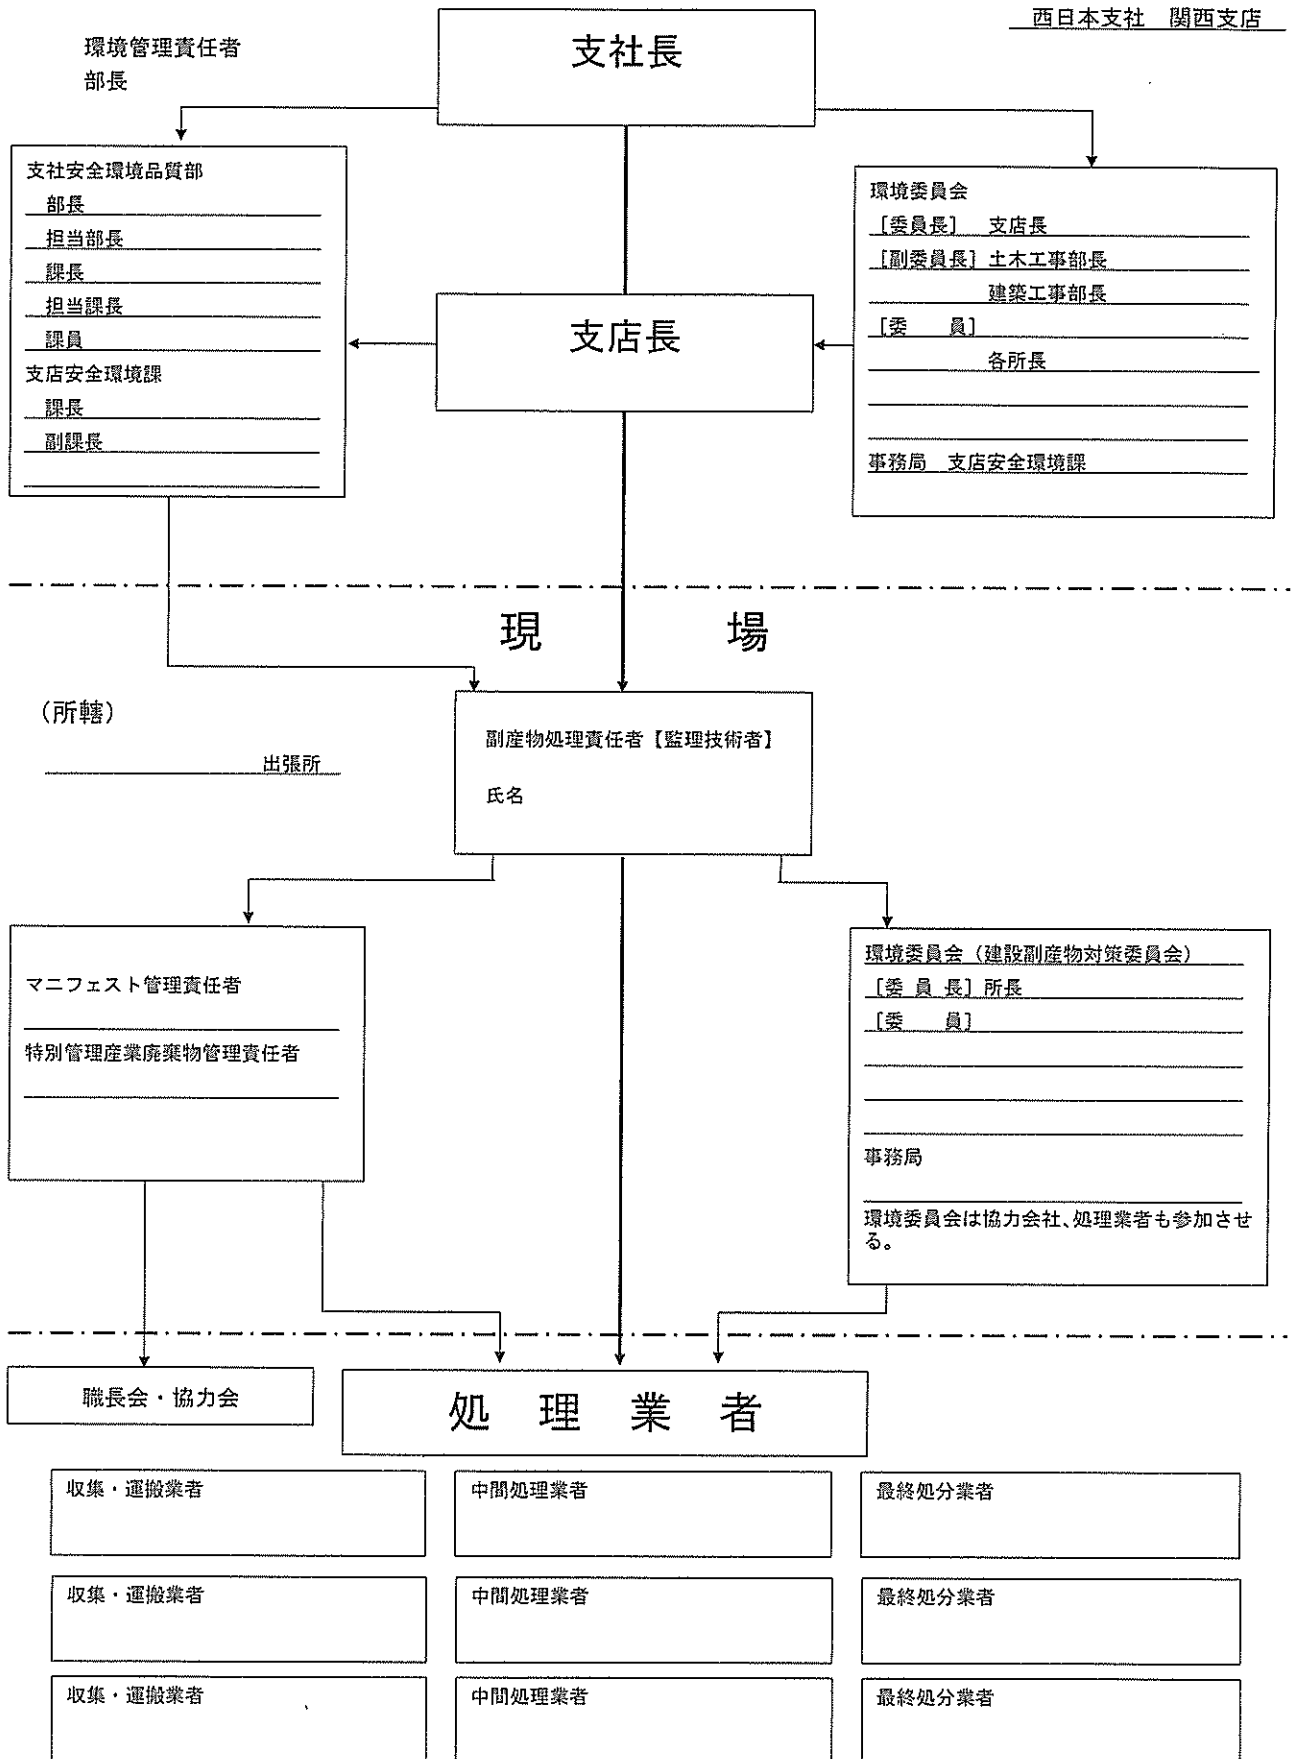 西日本支社　関西支店
環境管理責任者
部長
支社長
支社安全環境品質部
部長
担当部長
課長
担当課長
課員
支店安全環境課
課長
副課長
支店長
環境委員会
[委員長]　支店長
[副委員長] 土木工事部長
建築工事部長
[委　　員]
各所長
事務局　支店安全環境課
現　　場
(所轄)
出張所
副産物処理責任者【監理技術者】
氏名
マニフェスト管理責任者
特別管理産業廃棄物管理責任者
環境委員会（建設副産物対策委員会）
[委 員 長] 所長
[委　　員]
事務局
環境委員会は協力会社、処理業者も参加させ
る。
職長会・協力会
処　理　業　者
収集・運搬業者
中間処理業者
最終処分業者
収集・運搬業者
中間処理業者
最終処分業者
収集・運搬業者
中間処理業者
最終処分業者